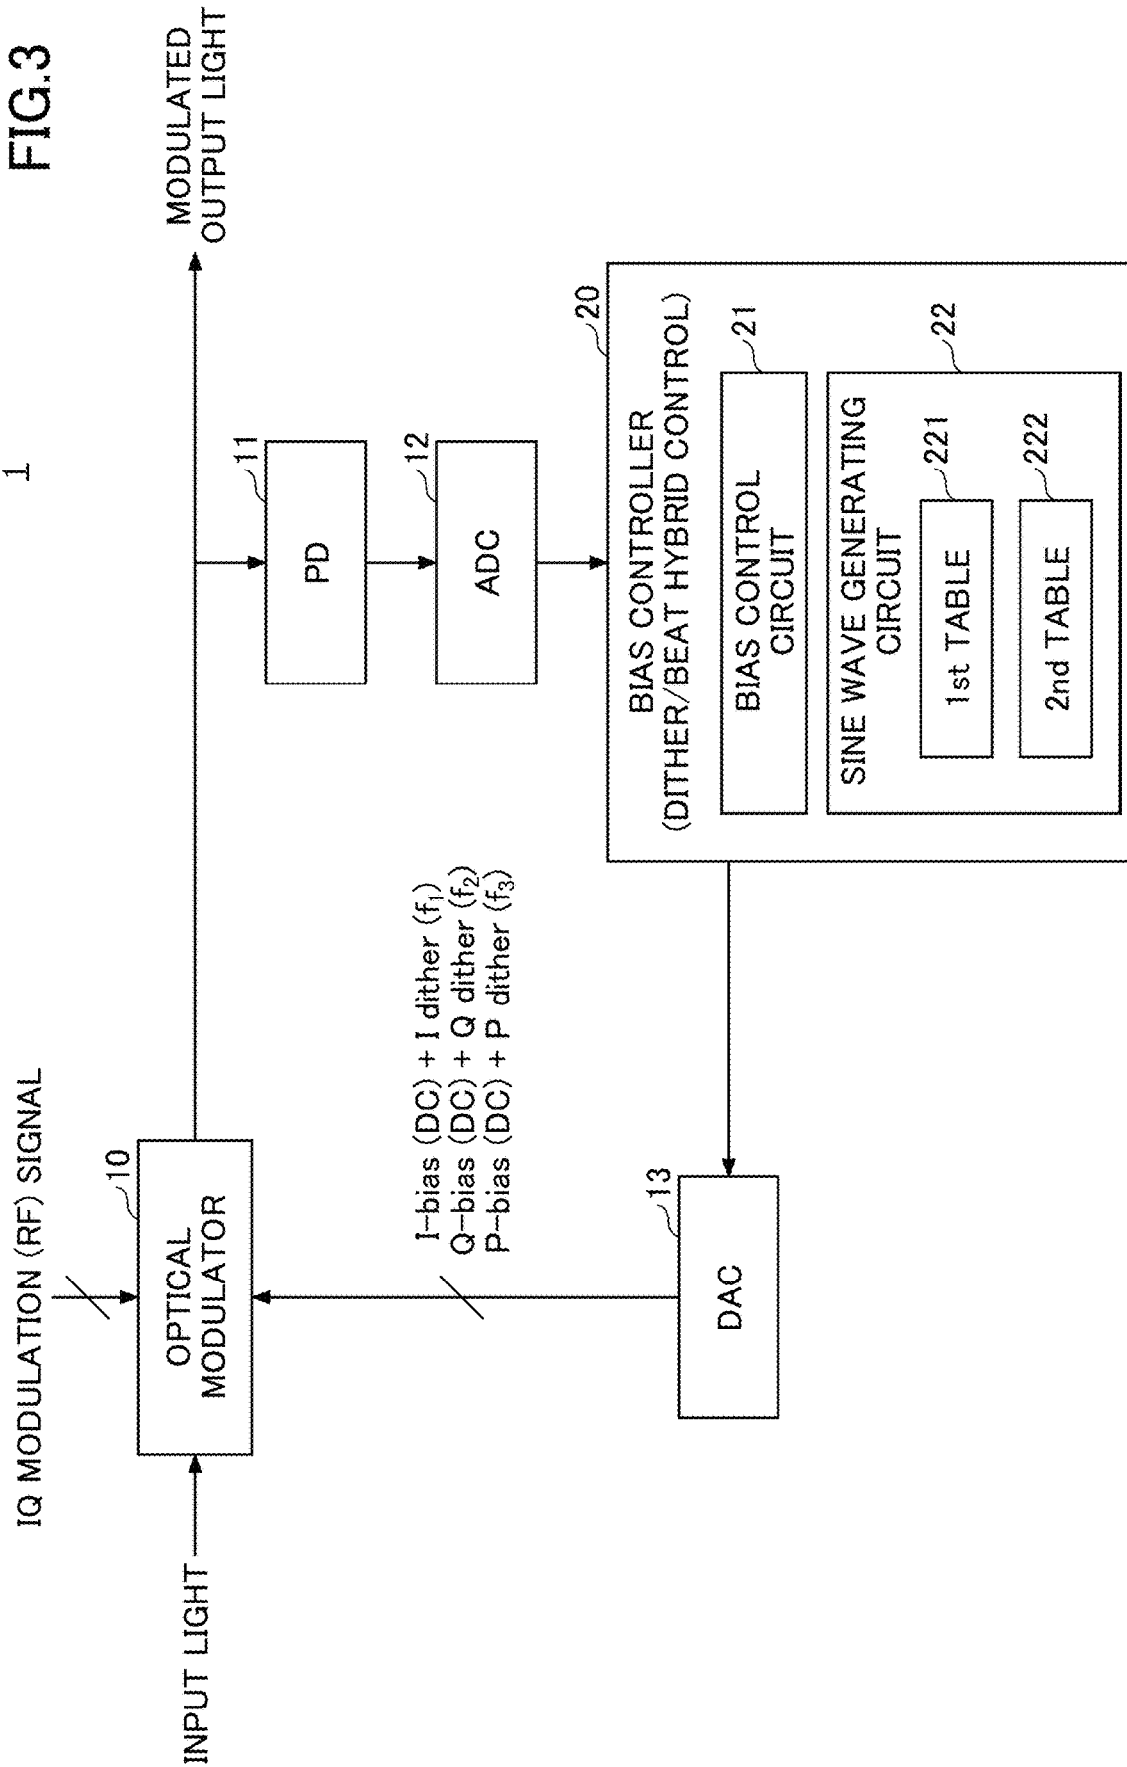 FIG.3
1
IQ MODULATION (RF) SIGNAL
INPUT LIGHT
10
OPTICAL
MODULATOR
MODULATED
OUTPUT LIGHT
11
PD
12
ADC
I-bias (DC) + I dither (f₁)
Q-bias (DC) + Q dither (f₂)
P-bias (DC) + P dither (f₃)
13
DAC
20
BIAS CONTROLLER
(DITHER/BEAT HYBRID CONTROL)
21
BIAS CONTROL
CIRCUIT
22
SINE WAVE GENERATING
CIRCUIT
221
1st TABLE
222
2nd TABLE